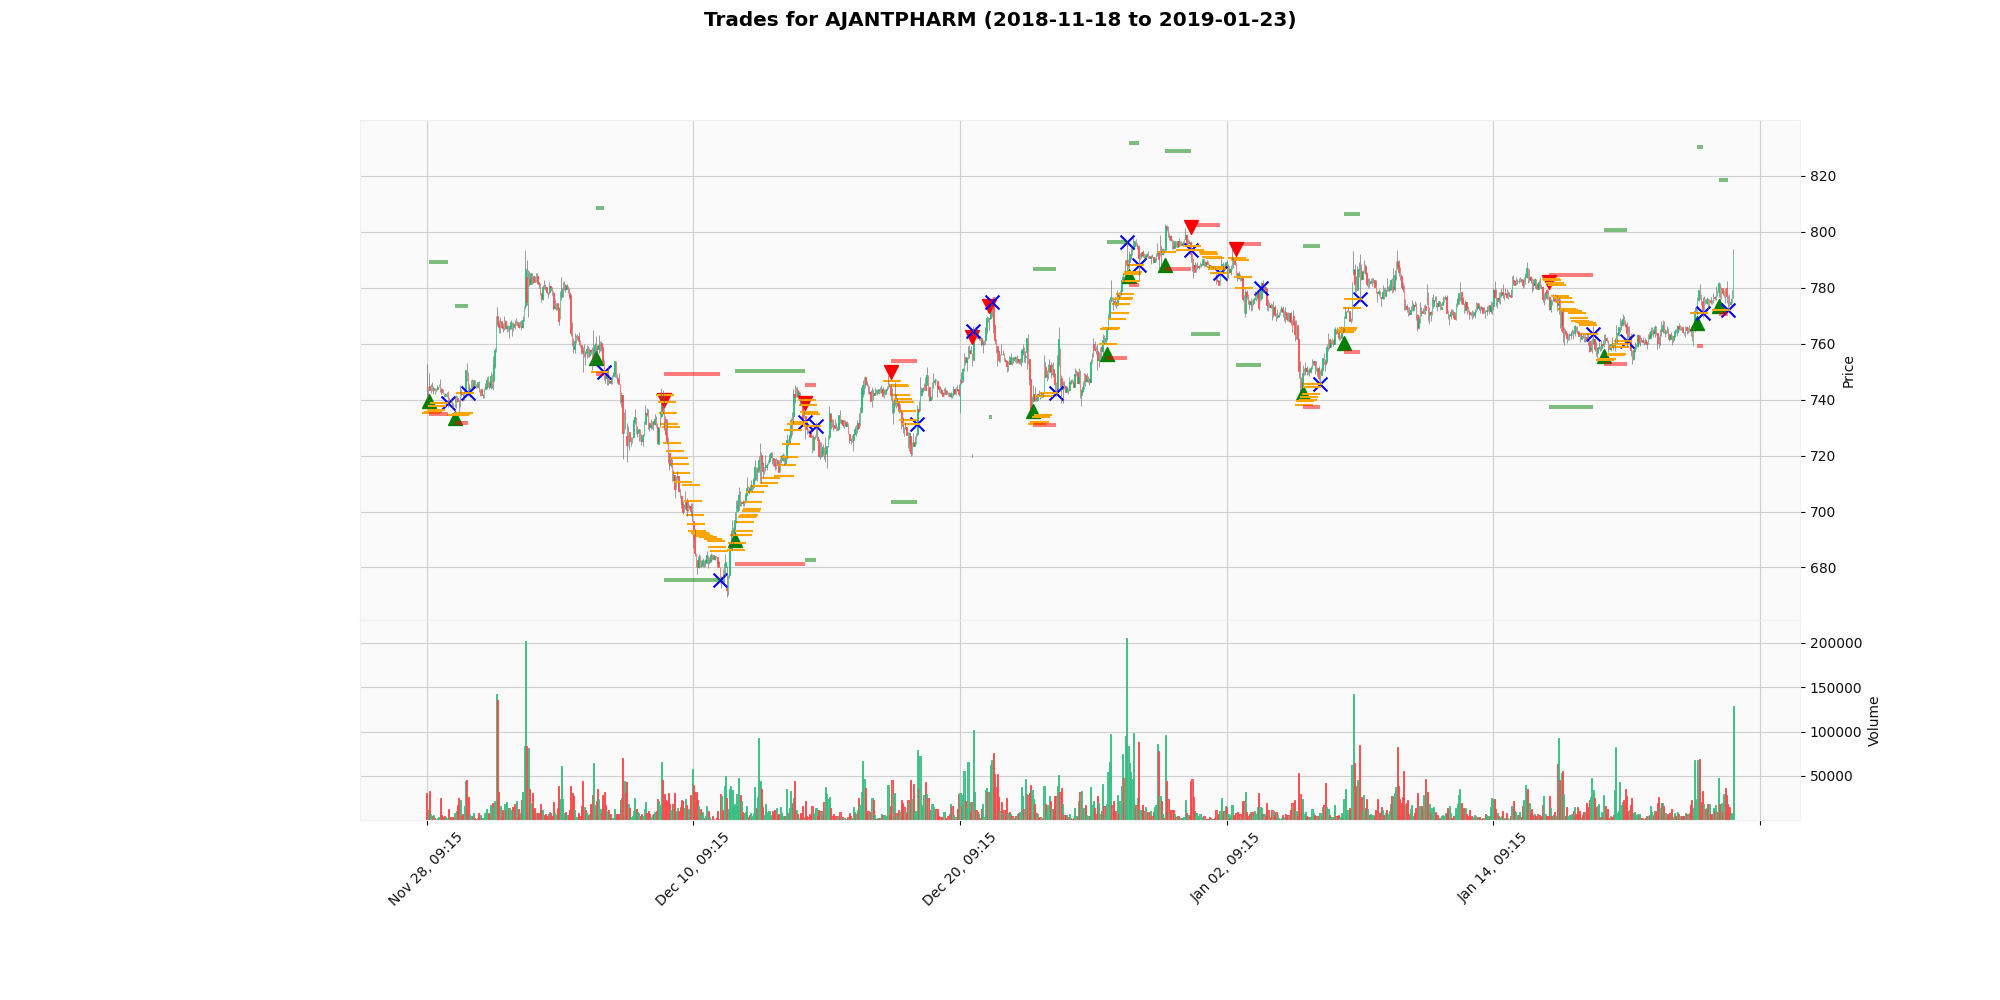 Trades for AJANTPHARM (2018-11-18 to 2019-01-23)
820
800
780
760
740
720
700
680
Price
200000
150000
100000
50000
Volume
Nov 28, 09:15
Dec 10, 09:15
Dec 20, 09:15
Jan 02, 09:15
Jan 14, 09:15